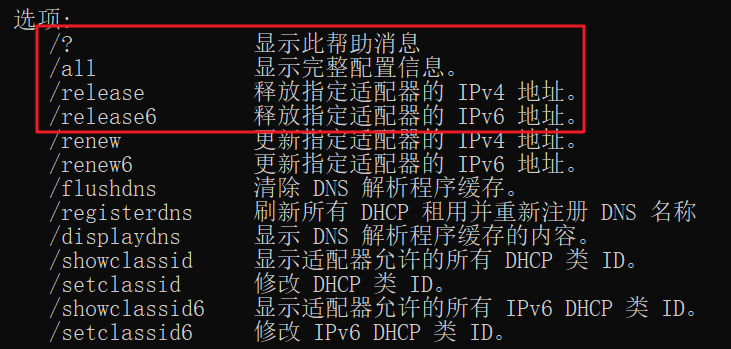 选项:
/? 显示此帮助消息
/all 显示完整配置信息。
/release 释放指定适配器的 IPv4 地址。
/release6 释放指定适配器的 IPv6 地址。
/renew 更新指定适配器的 IPv4 地址。
/renew6 更新指定适配器的 IPv6 地址。
/flushdns 清除 DNS 解析程序缓存。
/registerdns 刷新所有 DHCP 租用并重新注册 DNS 名称
/displaydns 显示 DNS 解析程序缓存的内容。
/showclassid 显示适配器允许的所有 DHCP 类 ID。
/setclassid 修改 DHCP 类 ID。
/showclassid6 显示适配器允许的所有 IPv6 DHCP 类 ID。
/setclassid6 修改 IPv6 DHCP 类 ID。